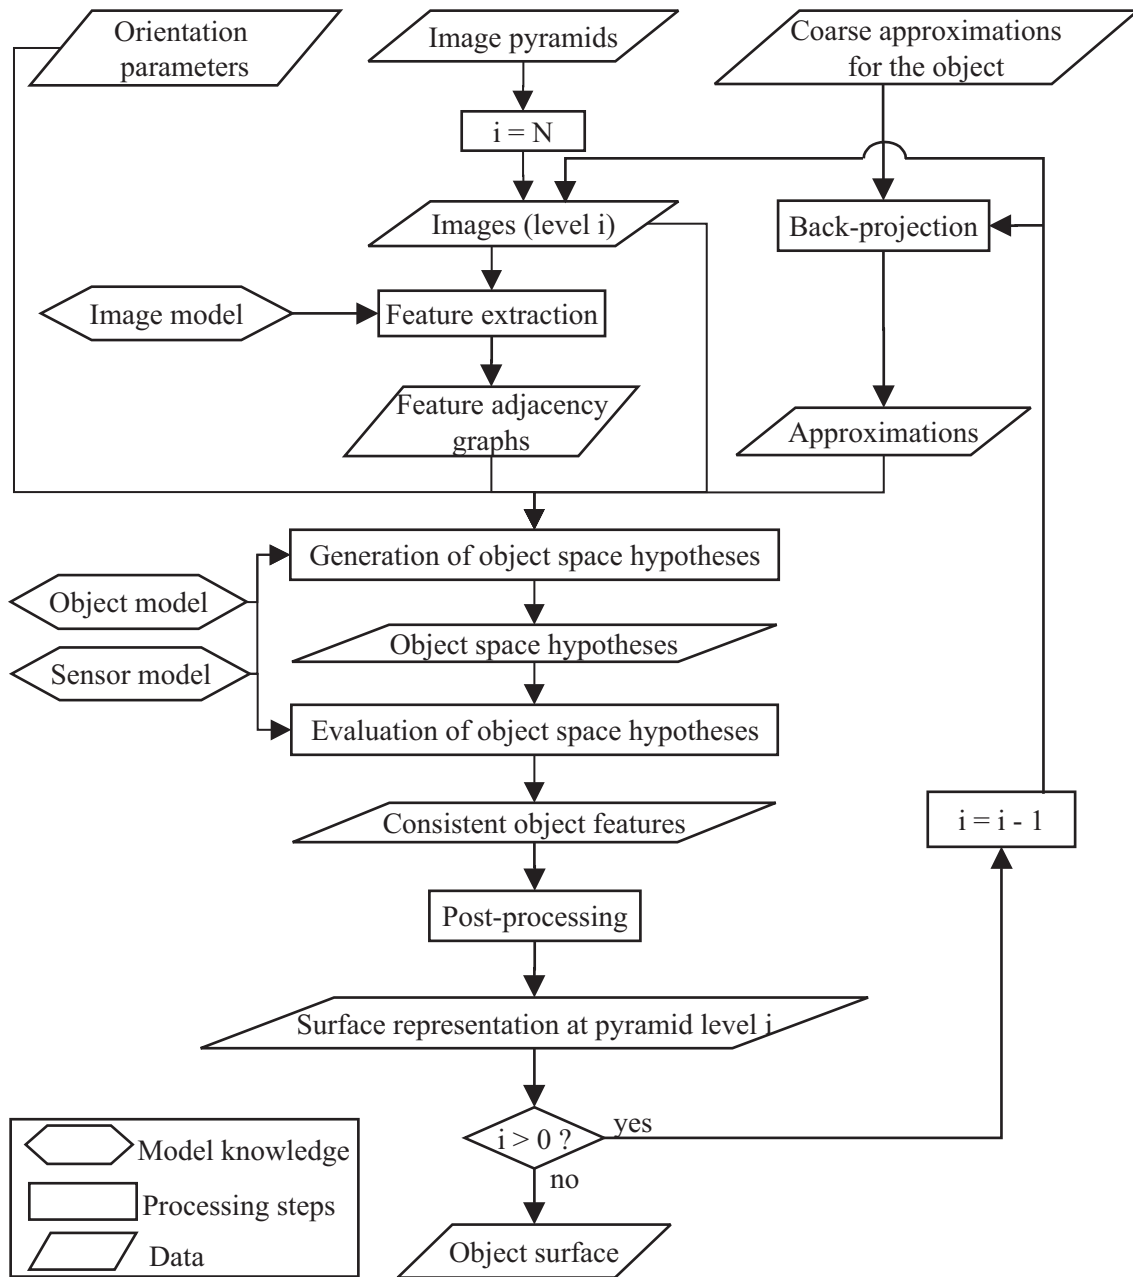 Orientation
parameters
Image pyramids
Coarse approximations
for the object
i = N
Images (level i)
Back-projection
Image model
Feature extraction
Feature adjacency
graphs
Approximations
Generation of object space hypotheses
Object model
Object space hypotheses
Sensor model
Evaluation of object space hypotheses
Consistent object features
i = i - 1
Post-processing
Surface representation at pyramid level i
i > 0 ?
yes
no
Model knowledge
Processing steps
Data
Object surface